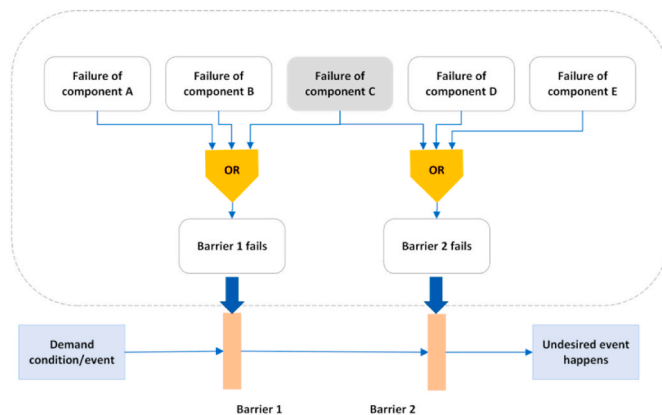 Failure of
component A
Failure of
component B
Failure of
component C
Failure of
component D
Failure of
component E
OR
OR
Barrier 1 fails
Barrier 2 fails
Demand
condition/event
Undesired event
happens
Barrier 1
Barrier 2